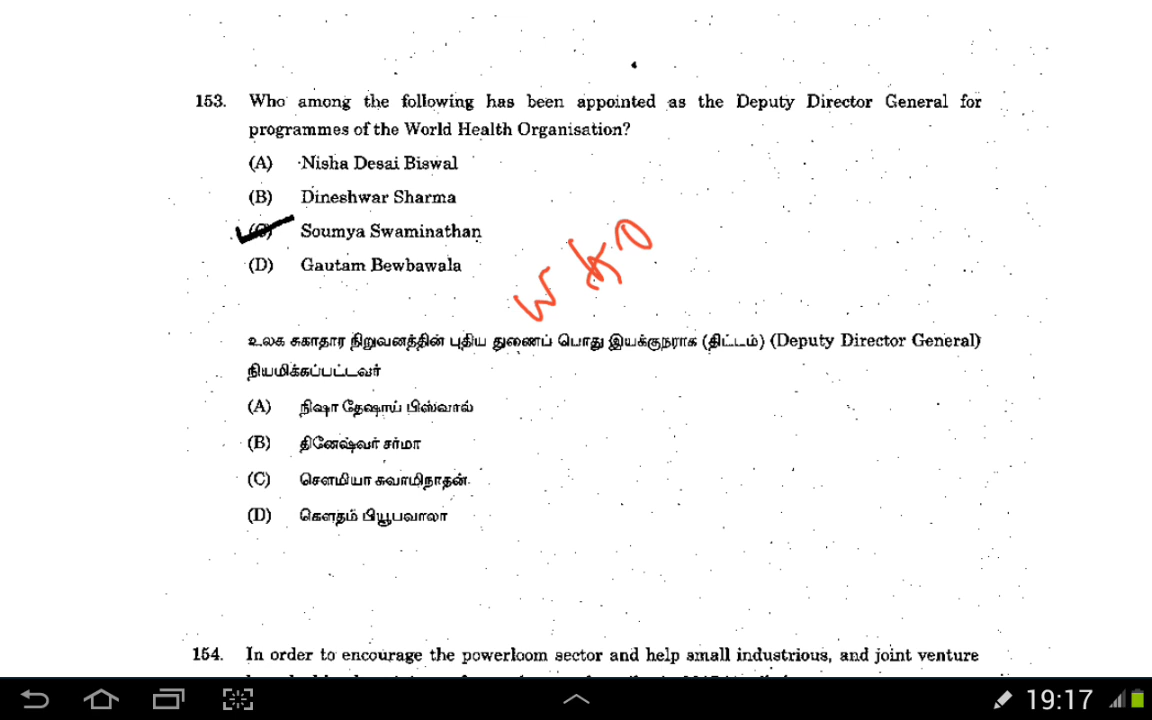 153. Who among the following has been appointed as the Deputy Director General for
programmes of the World Health Organisation?
(A) Nisha Desai Biswal
(B) Dineshwar Sharma
(C) Soumya Swaminathan
(D) Gautam Bewbawala
WHO
உலக சுகாதார நிறுவனத்தின் புதிய துணைப் பொது இயக்குநராக (திட்டம்) (Deputy Director General)
நியமிக்கப்பட்டவர்
(A) நிஷா தேஷாய் பிஸ்வால்
(B) தினேஷ்வர் சர்மா
(C) சௌமியா சுவாமிநாதன்
(D) கௌதம் பியூபவாலா
154. In order to encourage the powerloom sector and help small industrious, and joint venture
19:17